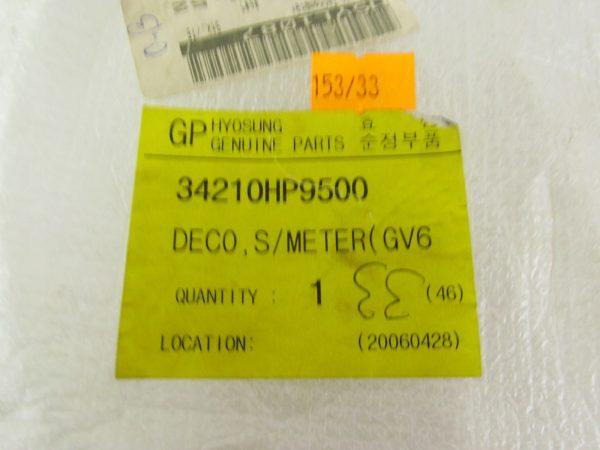 153/33
GP HYOSUNG 효
GENUINE PARTS 순정부품
34210HP9500
DECO,S/METER(GV6
QUANTITY : 1 33 (46)
LOCATION: (20060428)